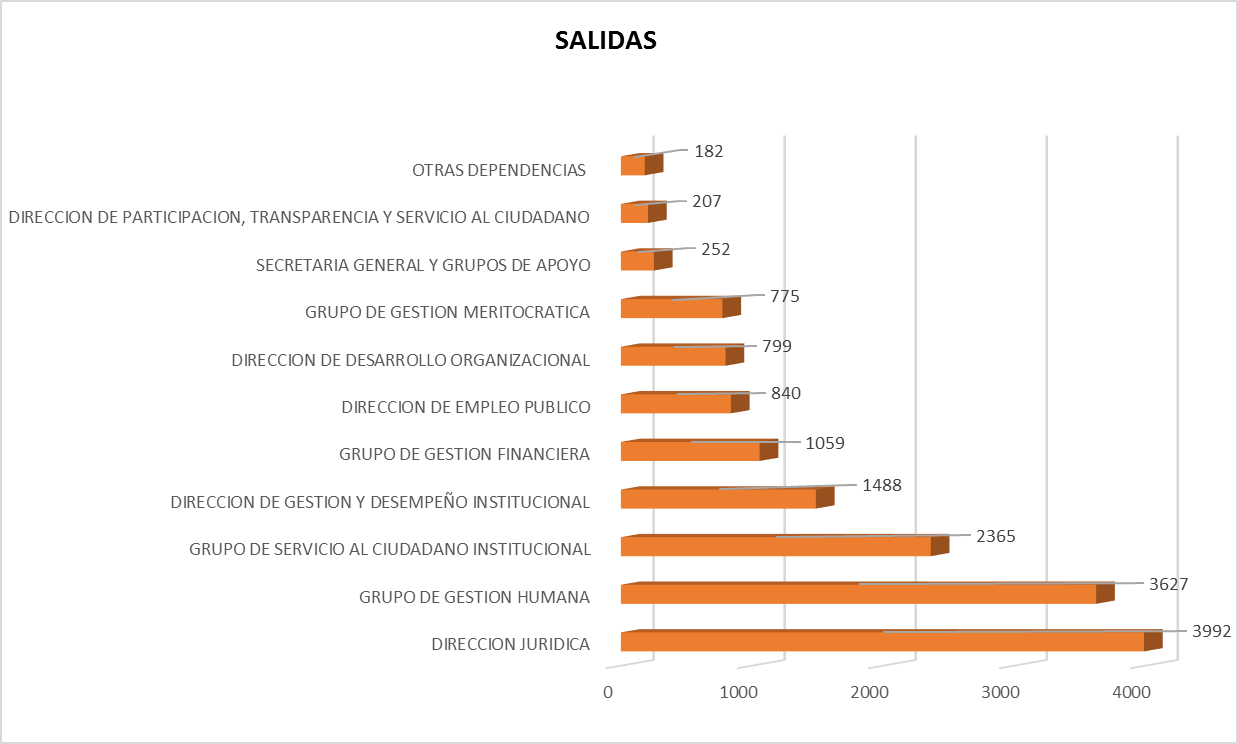 SALIDAS
OTRAS DEPENDENCIAS 182
DIRECCION DE PARTICIPACION, TRANSPARENCIA Y SERVICIO AL CIUDADANO 207
SECRETARIA GENERAL Y GRUPOS DE APOYO 252
GRUPO DE GESTION MERITOCRATICA 775
DIRECCION DE DESARROLLO ORGANIZACIONAL 799
DIRECCION DE EMPLEO PUBLICO 840
GRUPO DE GESTION FINANCIERA 1059
DIRECCION DE GESTION Y DESEMPEÑO INSTITUCIONAL 1488
GRUPO DE SERVICIO AL CIUDADANO INSTITUCIONAL 2365
GRUPO DE GESTION HUMANA 3627
DIRECCION JURIDICA 3992
0 1000 2000 3000 4000